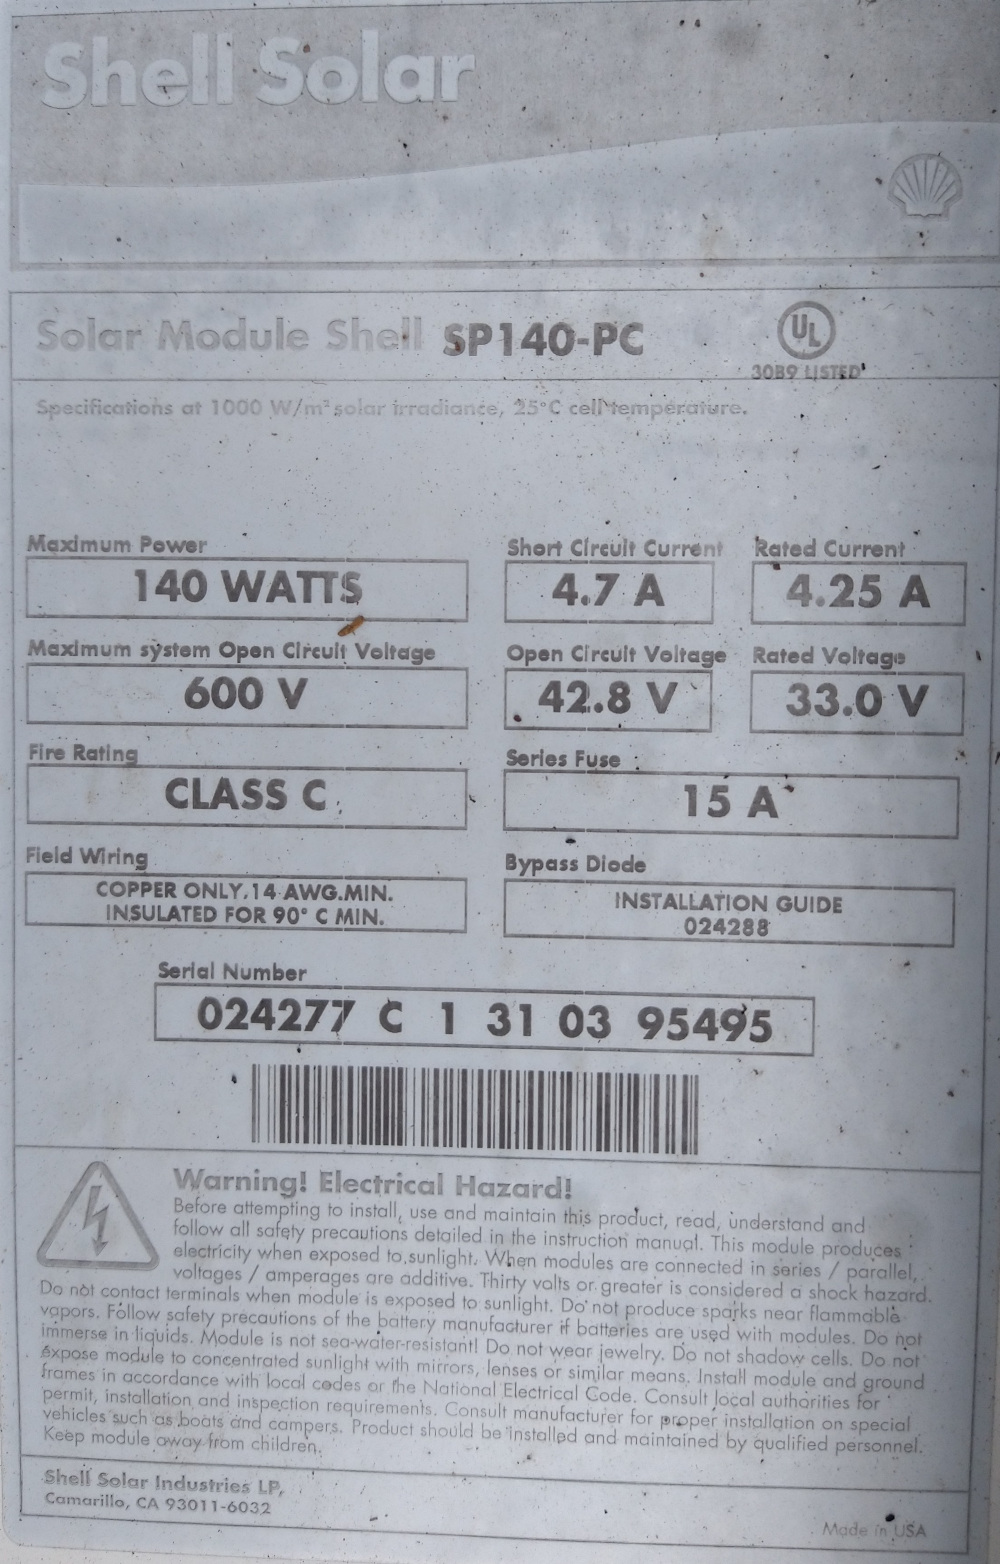 Shell Solar
Solar Module Shell SP140-PC
UL
30B9 LISTED
Specifications at 1000 W/m² solar irradiance, 25°C cell temperature.
Maximum Power
140 WATTS
Short Circuit Current
4.7 A
Rated Current
4.25 A
Maximum system Open Circuit Voltage
600 V
Open Circuit Voltage
42.8 V
Rated Voltage
33.0 V
Fire Rating
CLASS C
Series Fuse
15 A
Field Wiring
COPPER ONLY,14 AWG.MIN.
INSULATED FOR 90° C MIN.
Bypass Diode
INSTALLATION GUIDE
024288
Serial Number
024277 C 1 31 03 95495
Warning! Electrical Hazard!
Before attempting to install, use and maintain this product, read, understand and
follow all safety precautions detailed in the instruction manual. This module produces
electricity when exposed to sunlight. When modules are connected in series / parallel,
voltages / amperages are additive. Thirty volts or greater is considered a shock hazard.
Do not contact terminals when module is exposed to sunlight. Do not produce sparks near flammable
vapors. Follow safety precautions of the battery manufacturer if batteries are used with modules. Do not
immerse in liquids. Module is not sea-water-resistant! Do not wear jewelry. Do not shadow cells. Do not
expose module to concentrated sunlight with mirrors, lenses or similar means. Install module and ground
frames in accordance with local codes or the National Electrical Code. Consult local authorities for
permit, installation and inspection requirements. Consult manufacturer for proper installation on special
vehicles such as boats and campers. Product should be installed and maintained by qualified personnel.
Keep module away from children.
Shell Solar Industries LP,
Camarillo, CA 93011-6032
Made in USA